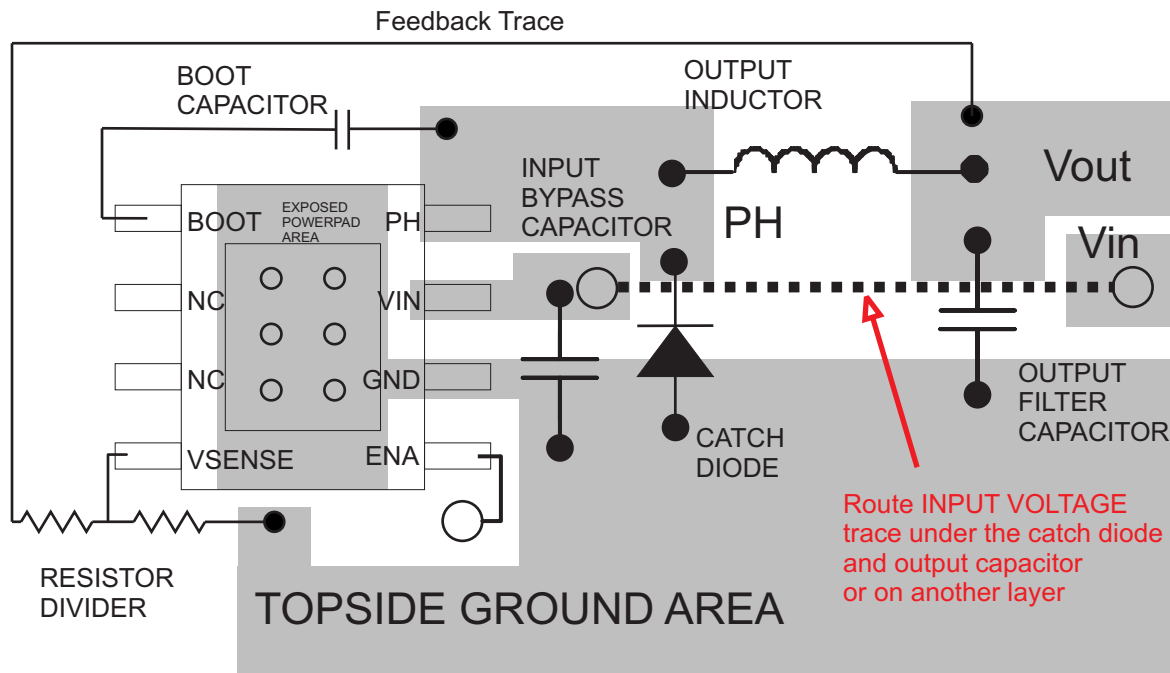 Feedback Trace
BOOT
CAPACITOR
OUTPUT
INDUCTOR
INPUT
BYPASS
CAPACITOR
Vout
PH
Vin
EXPOSED
POWERPAD
AREA
BOOT
PH
NC
VIN
NC
GND
VSENSE
ENA
CATCH
DIODE
OUTPUT
FILTER
CAPACITOR
Route INPUT VOLTAGE
trace under the catch diode
and output capacitor
or on another layer
RESISTOR
DIVIDER
TOPSIDE GROUND AREA